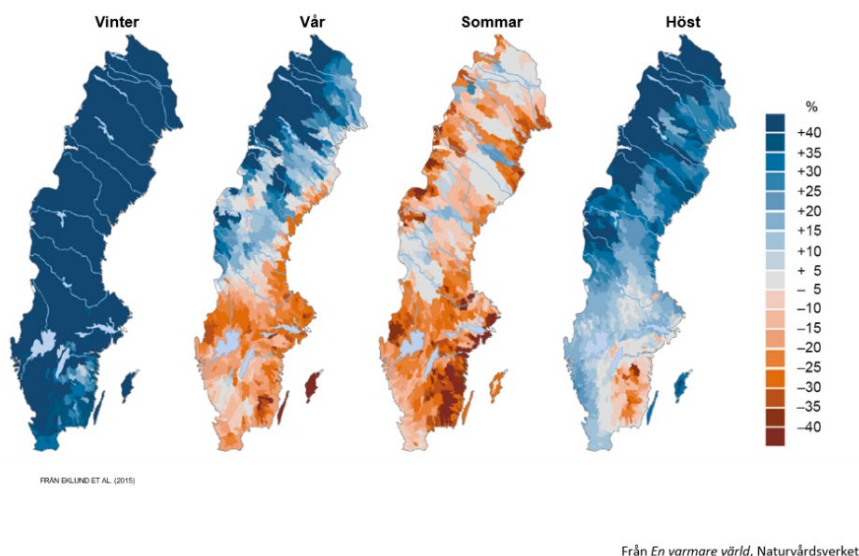 Vinter
Vår
Sommar
Höst
%
+40
+35
+30
+25
+20
+15
+10
+ 5
– 5
–10
–15
–20
–25
–30
–35
–40
FRÅN EKLUND ET AL. (2015)
Från En varmare värld, Naturvårdsverket